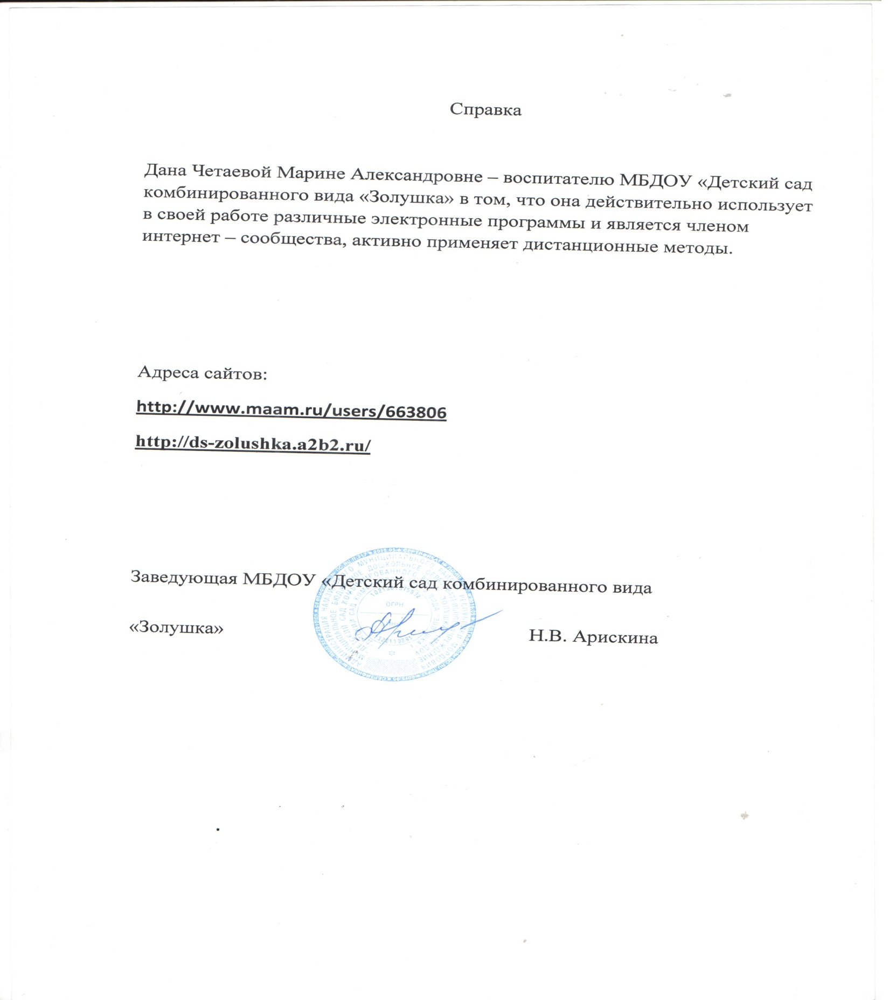 Справка
Дана Четаевой Марине Александровне – воспитателю МБДОУ «Детский сад
комбинированного вида «Золушка» в том, что она действительно использует
в своей работе различные электронные программы и является членом
интернет – сообщества, активно применяет дистанционные методы.
Адреса сайтов:
http://www.maam.ru/users/663806
http://ds-zolushka.a2b2.ru/
Заведующая МБДОУ «Детский сад комбинированного вида
«Золушка»
Н.В. Арискина
ОГРН